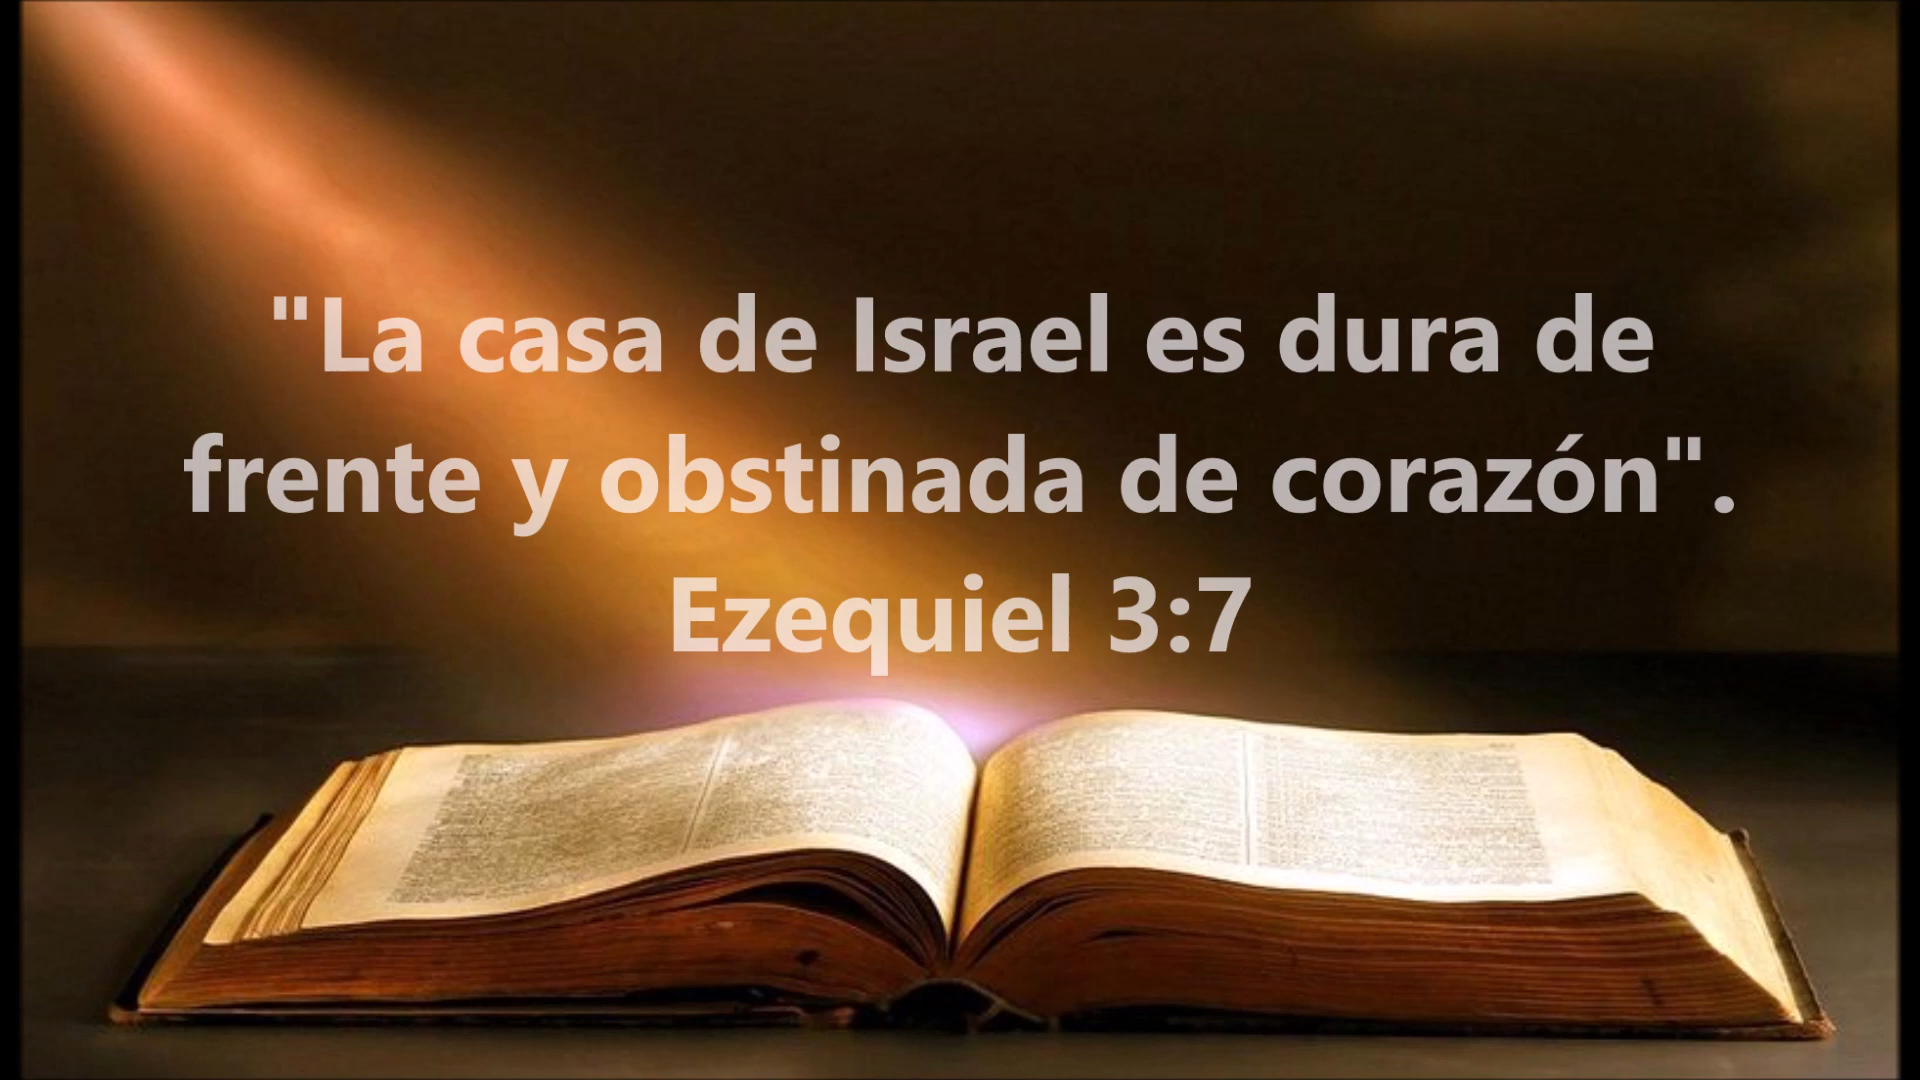 "La casa de Israel es dura de
frente y obstinada de corazón".
Ezequiel 3:7